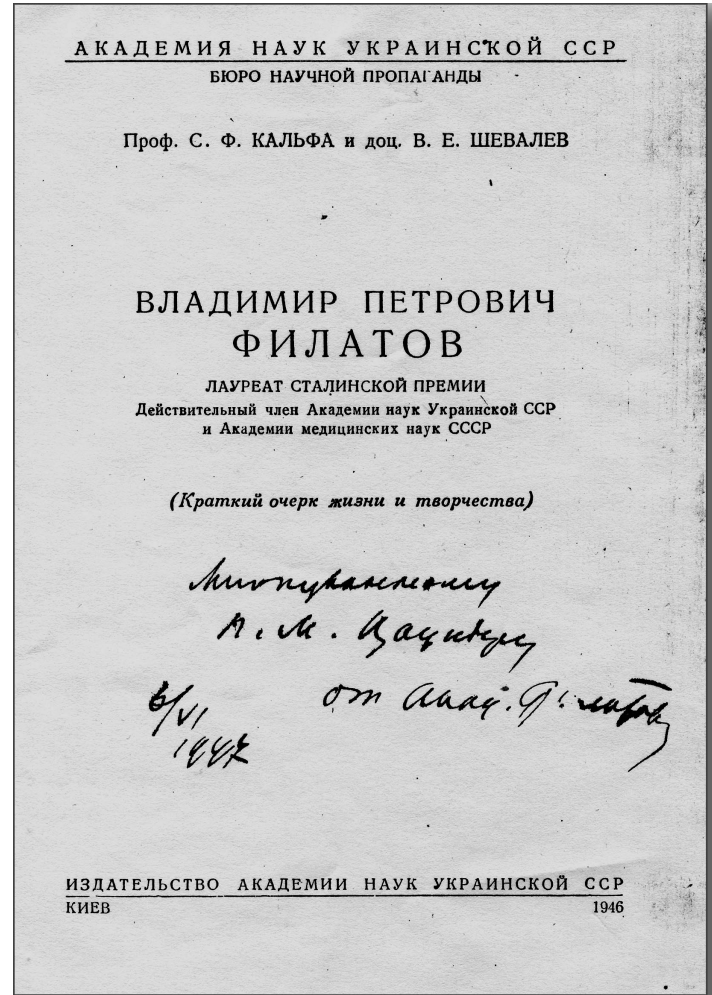 АКАДЕМИЯ НАУК УКРАИНСКОЙ ССР
БЮРО НАУЧНОЙ ПРОПАГАНДЫ
Проф. С. Ф. КАЛЬФА и доц. В. Е. ШЕВАЛЕВ
ВЛАДИМИР ПЕТРОВИЧ
ФИЛАТОВ
ЛАУРЕАТ СТАЛИНСКОЙ ПРЕМИИ
Действительный член Академии наук Украинской ССР
и Академии медицинских наук СССР
(Краткий очерк жизни и творчества)
от Акад. Филатова
6/VI
1947
ИЗДАТЕЛЬСТВО АКАДЕМИИ НАУК УКРАИНСКОЙ ССР
КИЕВ 1946